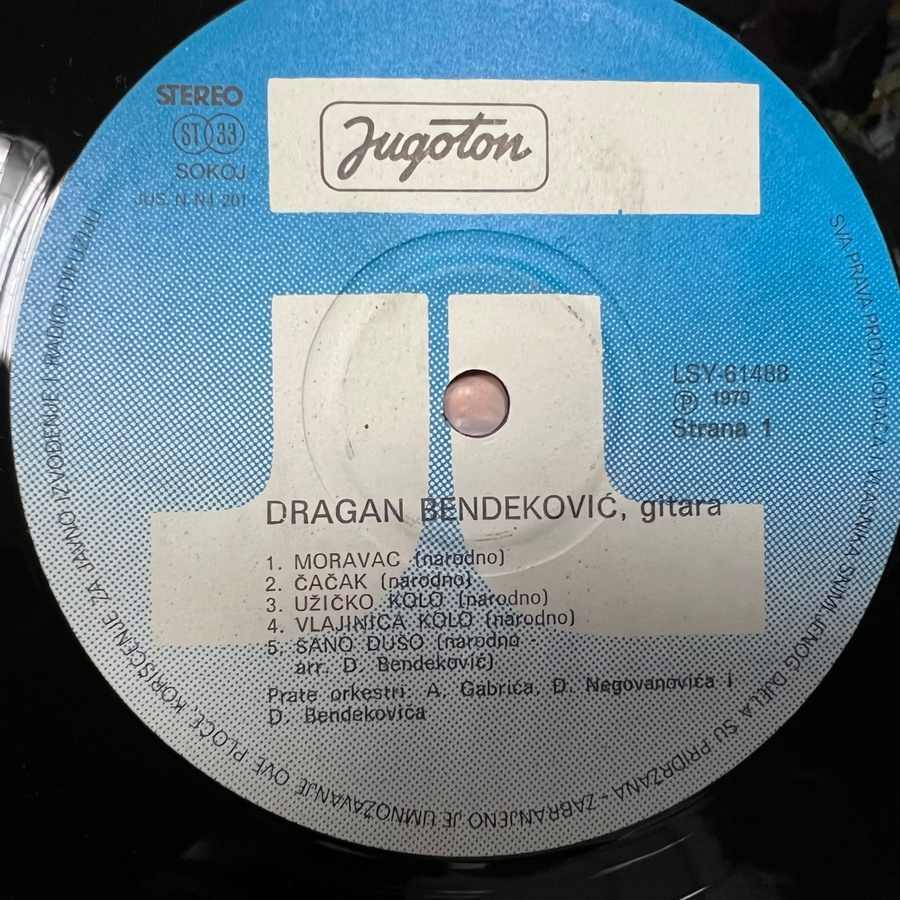 STEREO
ST 33
SOKOJ
JUS. N-N4 201
Jugoton
LSY-61488
℗ 1979
Strana 1
DRAGAN BENDEKOVIĆ, gitara
1. MORAVAC (narodno)
2. ČAČAK (narodno)
3. UŽIČKO KOLO (narodno)
4. VLAJINICA KOLO (narodno)
5. ŠANO DUŠO (narodno
arr. D. Bendeković)
Prate orkestri: A. Gabrića, D. Negovanovića i
D. Bendekovića
SVA PRAVA PROIZVOĐAČA I VLASNIKA SNIMLJENOG DJELA SU PRIDRŽANA - ZABRANJENO JE UMNOŽAVANJE OVE PLOČE, KORIŠĆENJE ZA JAVNO IZVOĐENJE I RADIO-DIFUZIJU